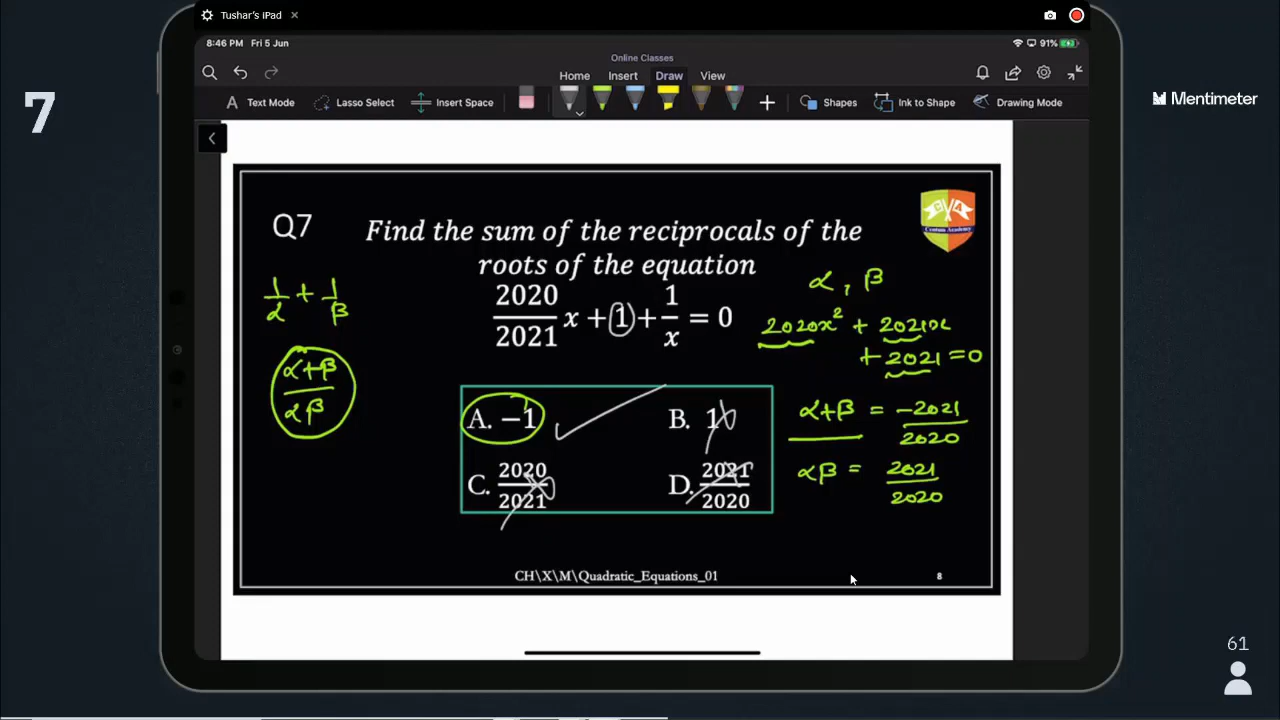 Tushar's iPad ×
8:46 PM Fri 5 Jun
91%
Online Classes
Home Insert Draw View
Text Mode Lasso Select Insert Space + Shapes Ink to Shape Drawing Mode
7
Mentimeter
Q7
Find the sum of the reciprocals of the
roots of the equation
2020/2021 x + 1 + 1/x = 0
A. −1
B. 1
C. 2020/2021
D. 2021/2020
1/α + 1/β
α+β/αβ
α, β
2020x² + 2021x
+ 2021 = 0
α+β = −2021/2020
αβ = 2021/2020
CH\X\M\Quadratic_Equations_01
8
C A
Centum Academy
61